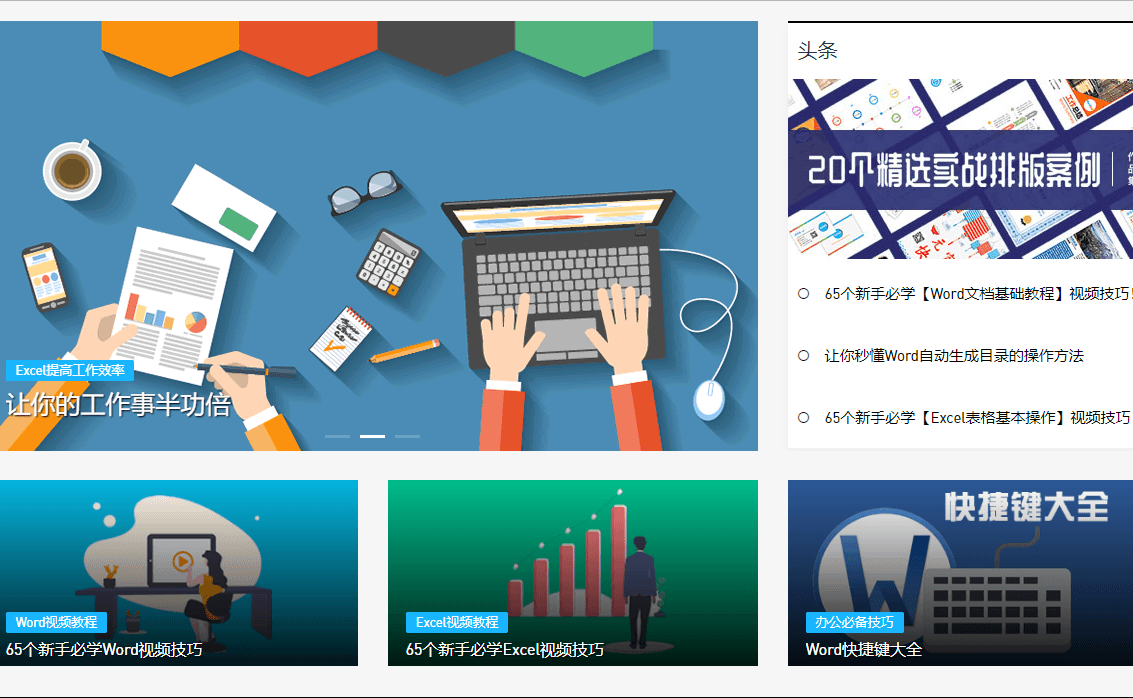 Excel提高工作效率
让你的工作事半功倍
头条
20个精选实战排版案例
65个新手必学【Word文档基础教程】视频技巧!
让你秒懂Word自动生成目录的操作方法
65个新手必学【Excel表格基本操作】视频技巧
Word视频教程
65个新手必学Word视频技巧
Excel视频教程
65个新手必学Excel视频技巧
快捷键大全
W
办公必备技巧
Word快捷键大全